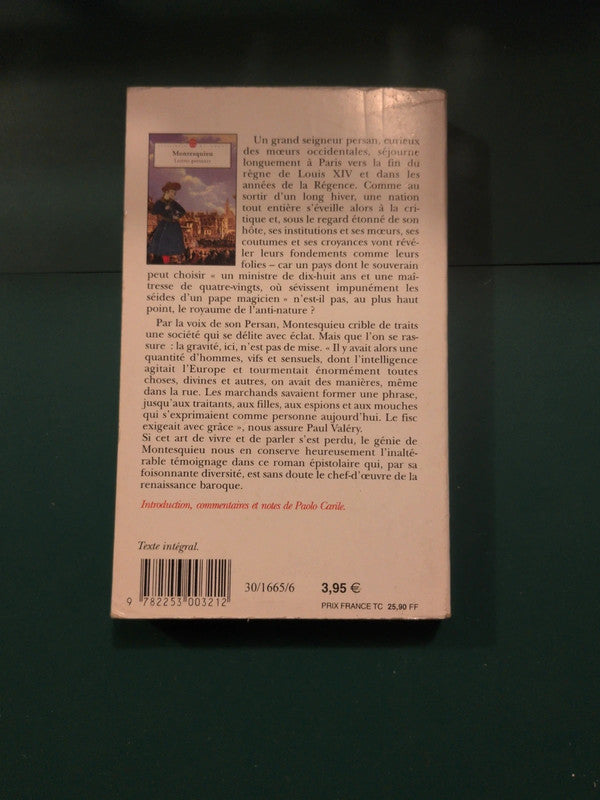 Montesquieu
Lettres persanes
Un grand seigneur persan, curieux
des mœurs occidentales, séjourne
longuement à Paris vers la fin du
règne de Louis XIV et dans les
années de la Régence. Comme au
sortir d'un long hiver, une nation
tout entière s'éveille alors à la cri-
tique et, sous le regard étonné de son
hôte, ses institutions et ses mœurs, ses
coutumes et ses croyances vont révé-
ler leurs fondements comme leurs
folies – car un pays dont le souverain
peut choisir « un ministre de dix-huit ans et une maî-
tresse de quatre-vingts, où sévissent impunément les
séides d'un pape magicien » n'est-il pas, au plus haut
point, le royaume de l'anti-nature ?
Par la voix de son Persan, Montesquieu crible de traits
une société qui se délite avec éclat. Mais que l'on se ras-
sure : la gravité, ici, n'est pas de mise. « Il y avait alors une
quantité d'hommes, vifs et sensuels, dont l'intelligence
agitait l'Europe et tourmentait énormément toutes
choses, divines et autres, on avait des manières, même
dans la rue. Les marchands savaient former une phrase,
jusqu'aux traitants, aux filles, aux espions et aux mouches
qui s'exprimaient comme personne aujourd'hui. Le fisc
exigeait avec grâce », nous assure Paul Valéry.
Si cet art de vivre et de parler s'est perdu, le génie de
Montesquieu nous en conserve heureusement l'inalté-
rable témoignage dans ce roman épistolaire qui, par sa
foisonnante diversité, est sans doute le chef-d'œuvre de la
renaissance baroque.
Introduction, commentaires et notes de Paolo Carile.
Texte intégral.
30/1665/6
3,95 €
9 782253 003212
PRIX FRANCE TC 25,90 FF